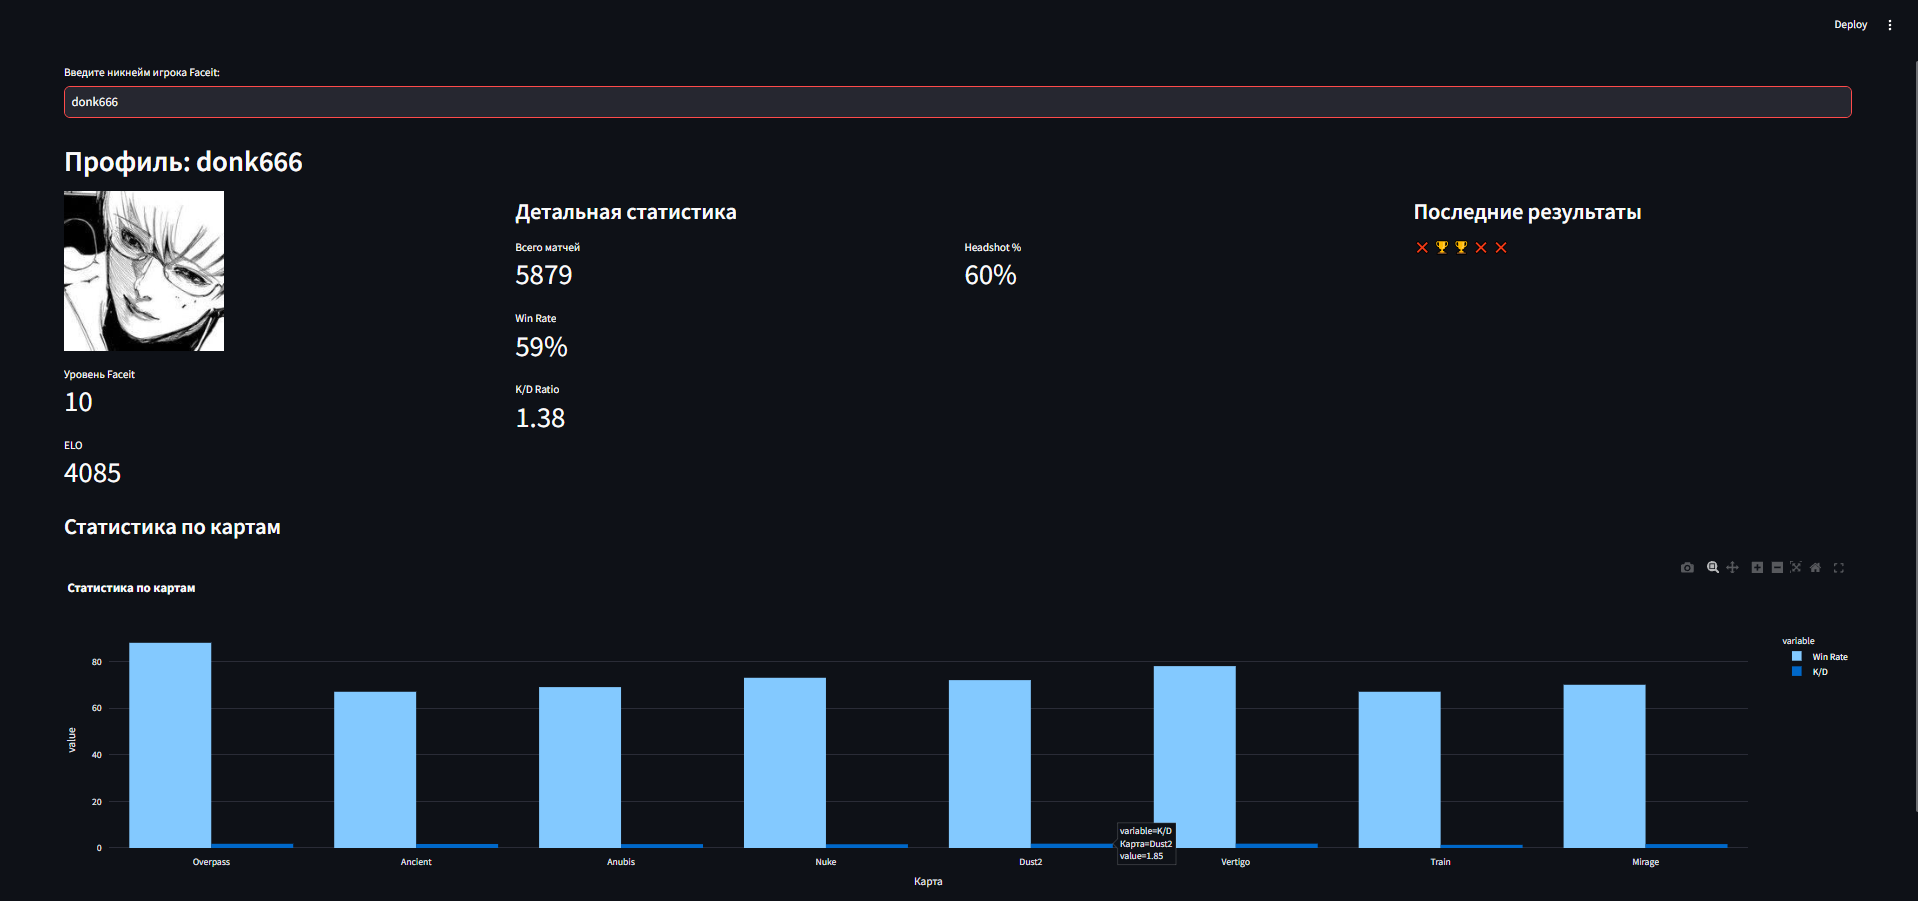 Deploy
Введите никнейм игрока Faceit:
donk666
Профиль: donk666
Уровень Faceit
10
ELO
4085
Детальная статистика
Всего матчей
5879
Win Rate
59%
K/D Ratio
1.38
Headshot %
60%
Последние результаты
Статистика по картам
Статистика по картам
variable
Win Rate
K/D
value
80
60
40
20
0
variable=K/D
Карта=Dust2
value=1.85
Overpass
Ancient
Anubis
Nuke
Dust2
Vertigo
Train
Mirage
Карта